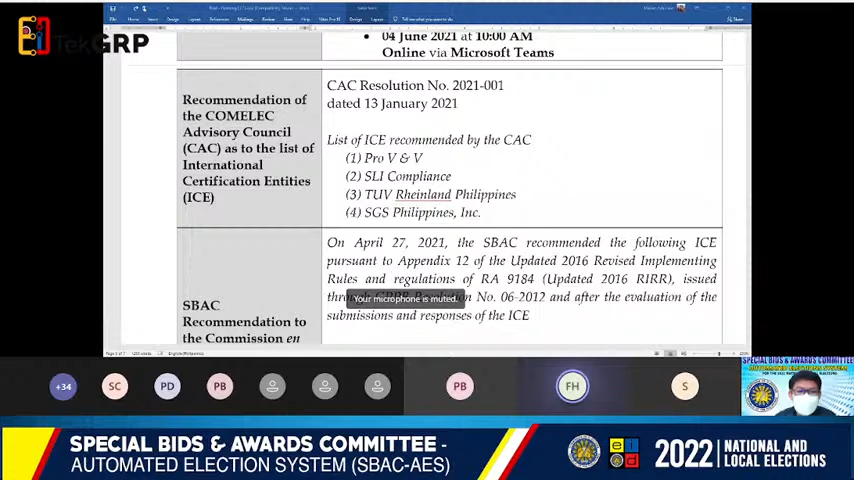 TekGRP
04 June 2021 at 10:00 AM
Online via Microsoft Teams
Recommendation of
the COMELEC
Advisory Council
(CAC) as to the list of
International
Certification Entities
(ICE)
CAC Resolution No. 2021-001
dated 13 January 2021
List of ICE recommended by the CAC
(1) Pro V & V
(2) SLI Compliance
(3) TUV Rheinland Philippines
(4) SGS Philippines, Inc.
SBAC
Recommendation to
the Commission en
On April 27, 2021, the SBAC recommended the following ICE
pursuant to Appendix 12 of the Updated 2016 Revised Implementing
Rules and regulations of RA 9184 (Updated 2016 RIRR), issued
No. 06-2012 and after the evaluation of the
submissions and responses of the ICE
Your microphone is muted.
+34
SC
PD
PB
PB
FH
S
SPECIAL BIDS & AWARDS COMMITTEE
AUTOMATED ELECTION SYSTEM
SPECIAL BIDS & AWARDS COMMITTEE -
AUTOMATED ELECTION SYSTEM (SBAC-AES)
2022 NATIONAL AND
LOCAL ELECTIONS